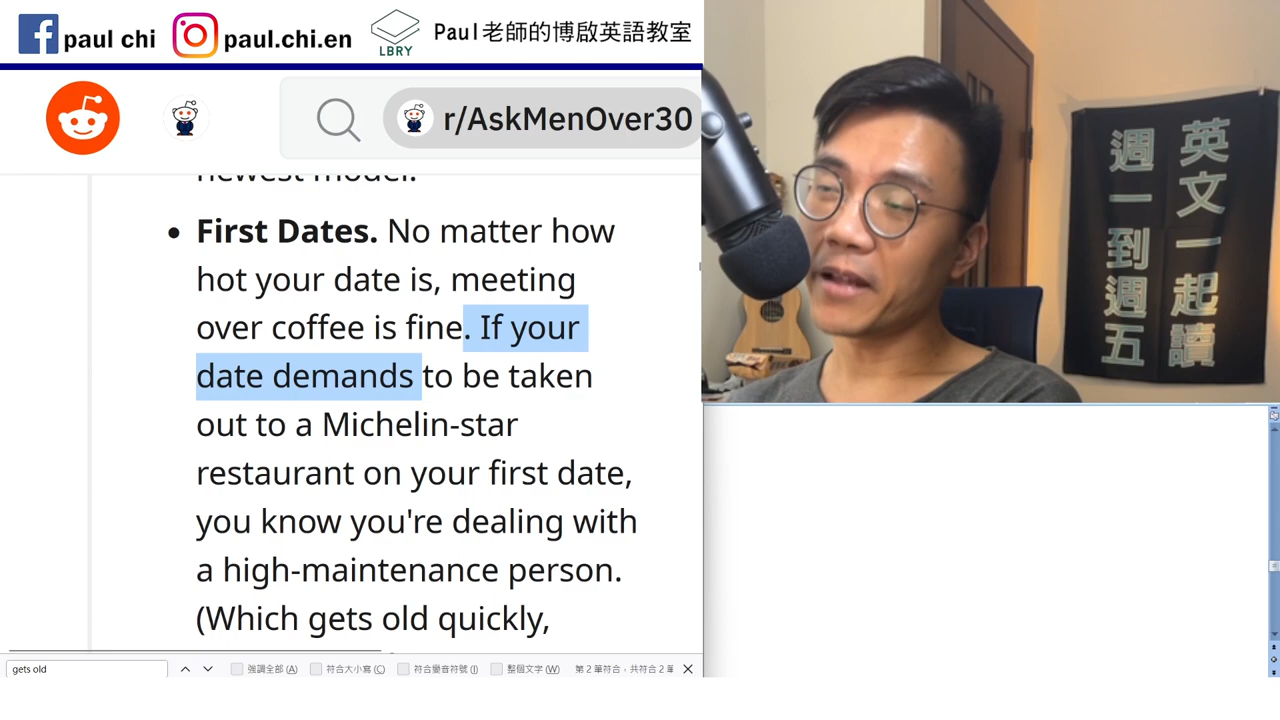 paul chi
paul.chi.en
LBRY
Paul老師的博啟英語教室
r/AskMenOver30
newest model.
• First Dates. No matter how
hot your date is, meeting
over coffee is fine. If your
date demands to be taken
out to a Michelin-star
restaurant on your first date,
you know you're dealing with
a high-maintenance person.
(Which gets old quickly,
gets old
強調全部 (A)
符合大小寫 (C)
符合變音符號 (I)
整個文字 (W)
第 2 筆符合，共符合 2 筆
英文一起讀
週一到週五